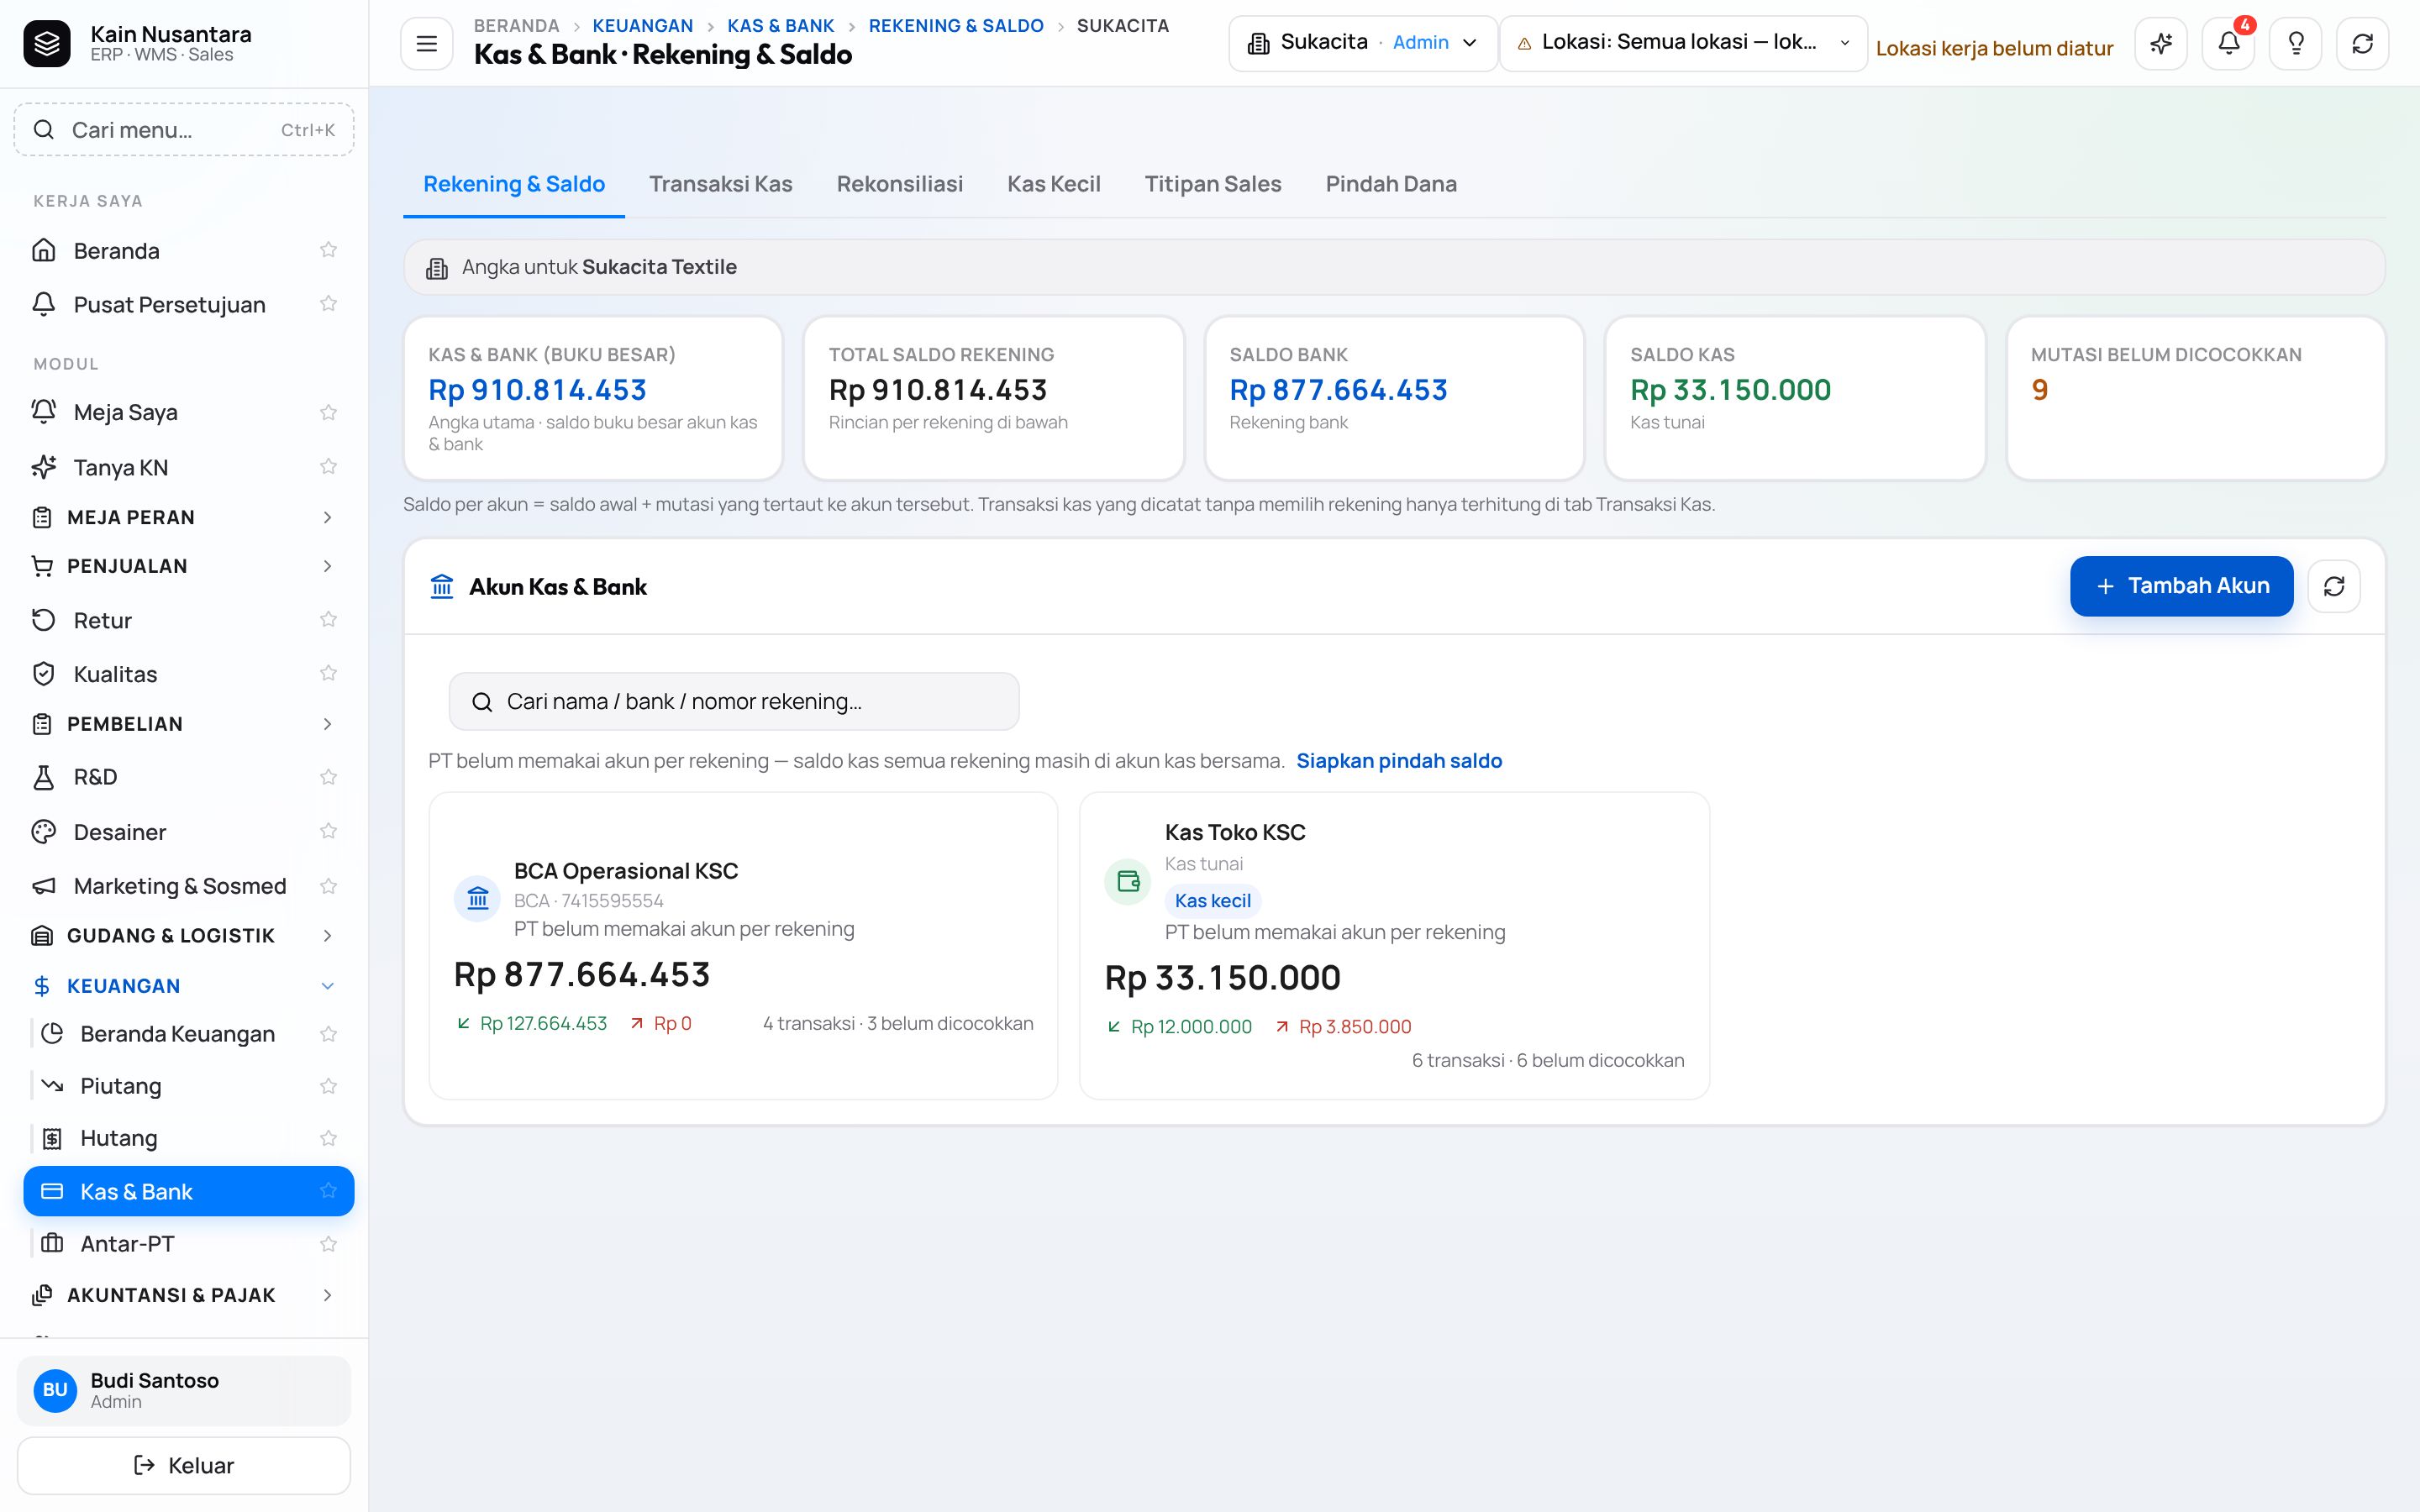 Kain Nusantara
ERP · WMS · Sales
Cari menu... Ctrl+K
KERJA SAYA
Beranda
Pusat Persetujuan
MODUL
Meja Saya
Tanya KN
MEJA PERAN
PENJUALAN
Retur
Kualitas
PEMBELIAN
R&D
Desainer
Marketing & Sosmed
GUDANG & LOGISTIK
KEUANGAN
Beranda Keuangan
Piutang
Hutang
Kas & Bank
Antar-PT
AKUNTANSI & PAJAK
BU
Budi Santoso
Admin
Keluar
BERANDA › KEUANGAN › KAS & BANK › REKENING & SALDO › SUKACITA
Kas & Bank · Rekening & Saldo
Sukacita · Admin
Lokasi: Semua lokasi — lok...
Lokasi kerja belum diatur
4
Rekening & Saldo Transaksi Kas Rekonsiliasi Kas Kecil Titipan Sales Pindah Dana
Angka untuk Sukacita Textile
KAS & BANK (BUKU BESAR)
Rp 910.814.453
Angka utama · saldo buku besar akun kas
& bank
TOTAL SALDO REKENING
Rp 910.814.453
Rincian per rekening di bawah
SALDO BANK
Rp 877.664.453
Rekening bank
SALDO KAS
Rp 33.150.000
Kas tunai
MUTASI BELUM DICOCOKKAN
9
Saldo per akun = saldo awal + mutasi yang tertaut ke akun tersebut. Transaksi kas yang dicatat tanpa memilih rekening hanya terhitung di tab Transaksi Kas.
Akun Kas & Bank
+ Tambah Akun
Cari nama / bank / nomor rekening...
PT belum memakai akun per rekening — saldo kas semua rekening masih di akun kas bersama. Siapkan pindah saldo
BCA Operasional KSC
BCA · 7415595554
PT belum memakai akun per rekening
Rp 877.664.453
Rp 127.664.453 Rp 0 4 transaksi · 3 belum dicocokkan
Kas Toko KSC
Kas tunai
Kas kecil
PT belum memakai akun per rekening
Rp 33.150.000
Rp 12.000.000 Rp 3.850.000
6 transaksi · 6 belum dicocokkan